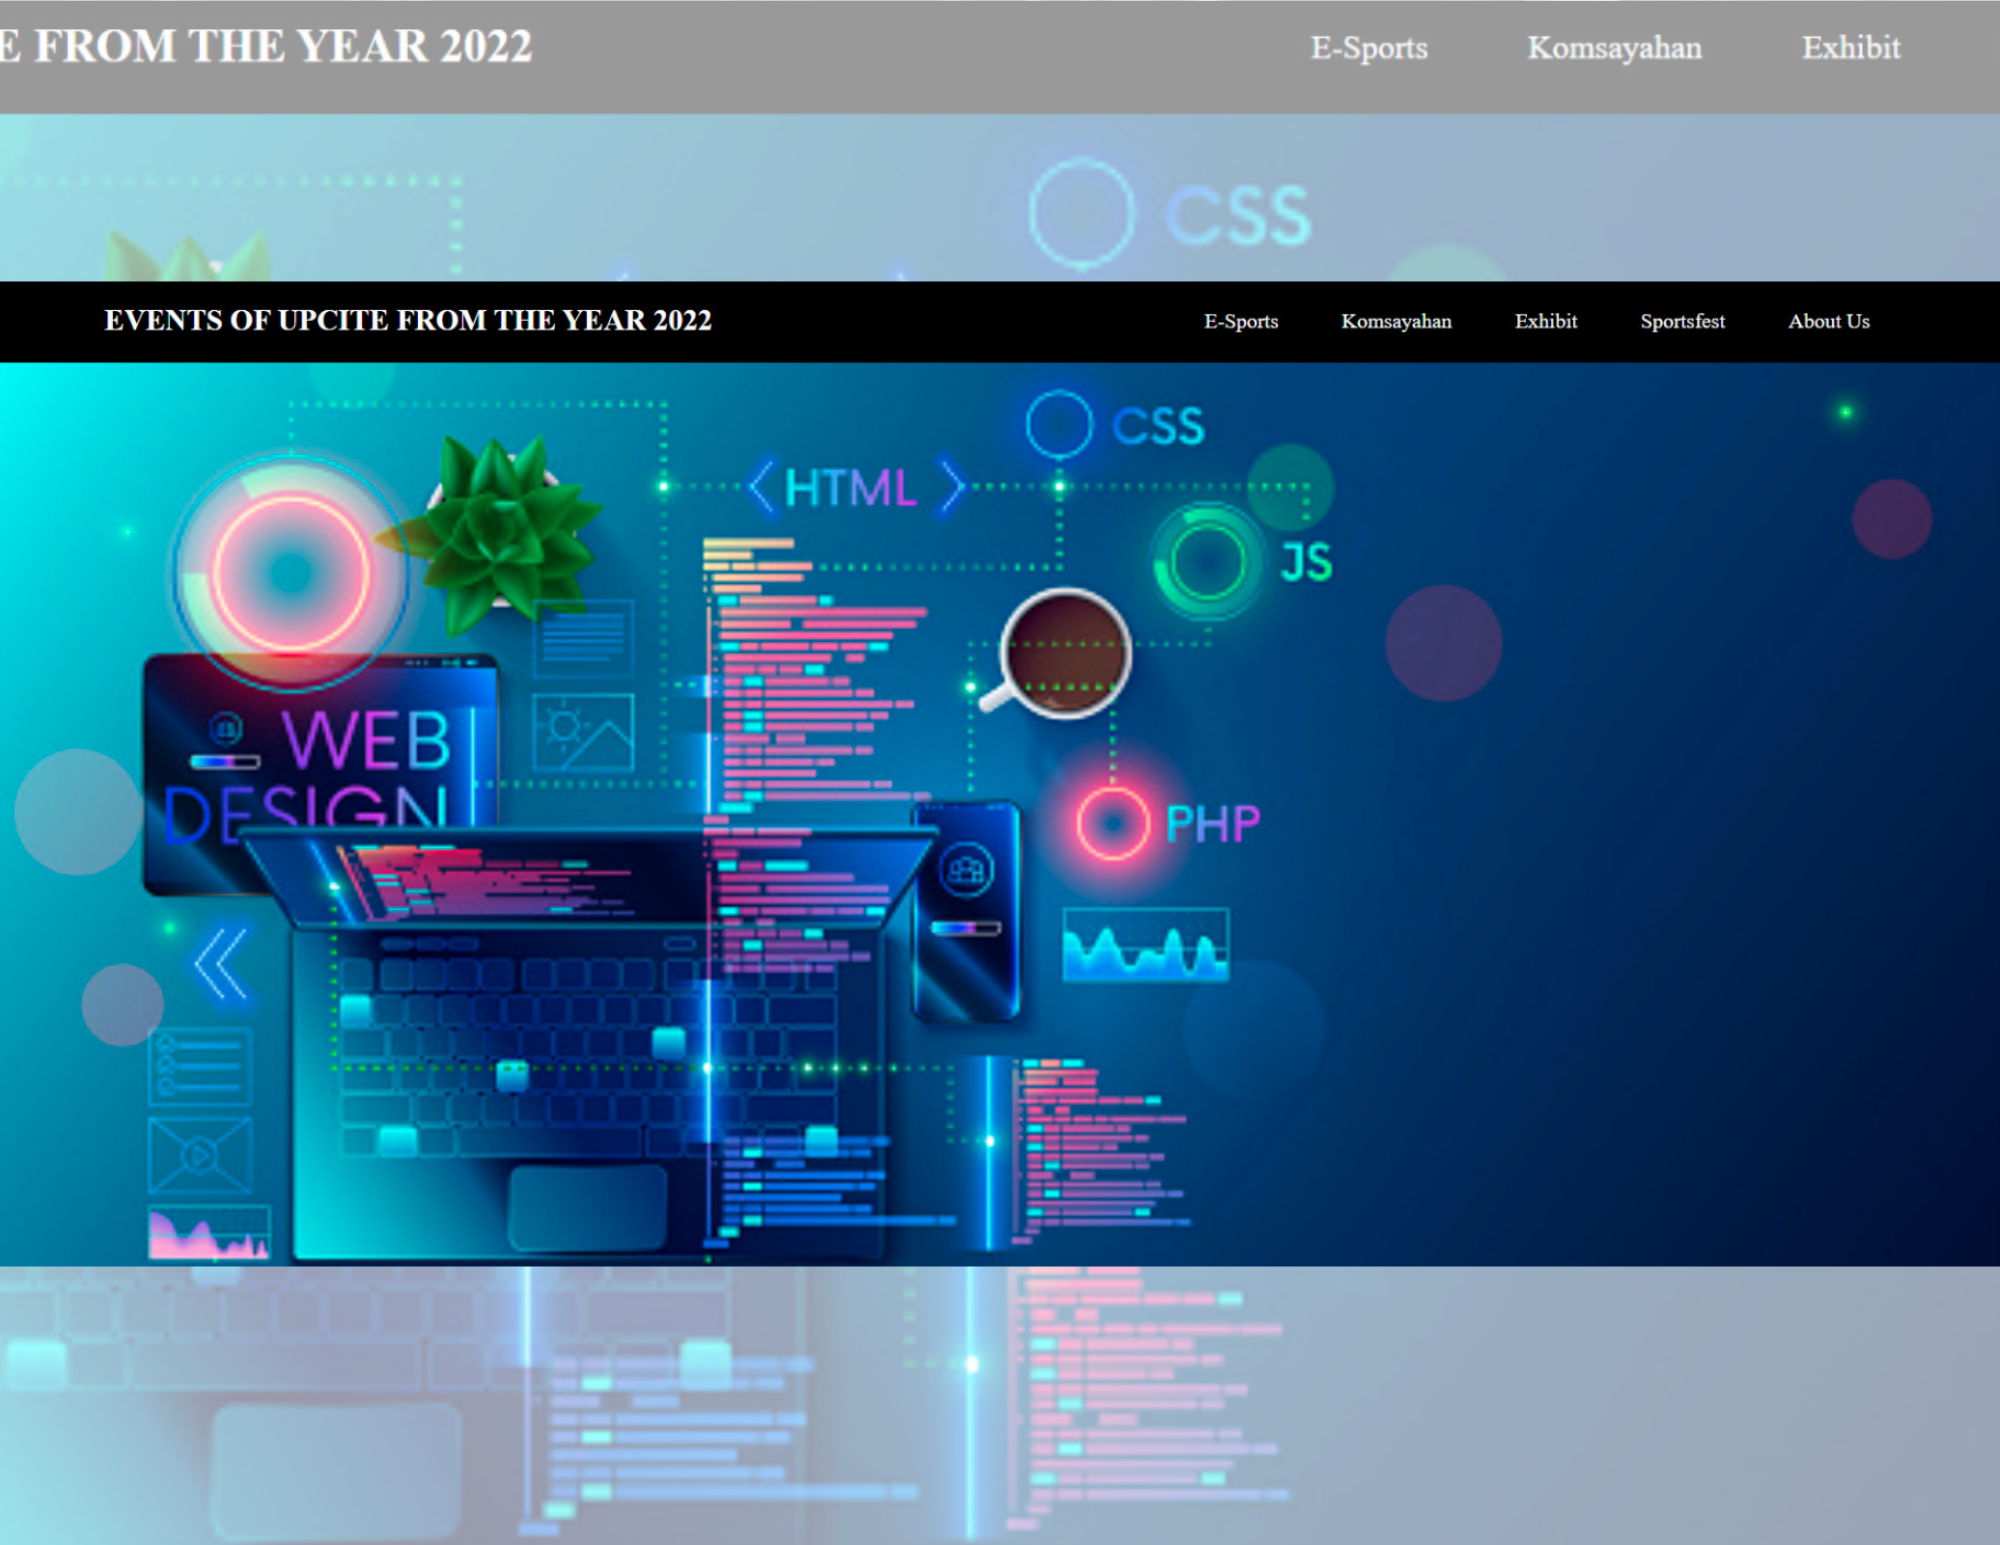 E FROM THE YEAR 2022 E-Sports Komsayahan Exhibit
CSS
EVENTS OF UPCITE FROM THE YEAR 2022 E-Sports Komsayahan Exhibit Sportsfest About Us
CSS
HTML
JS
WEB
DESIGN
PHP